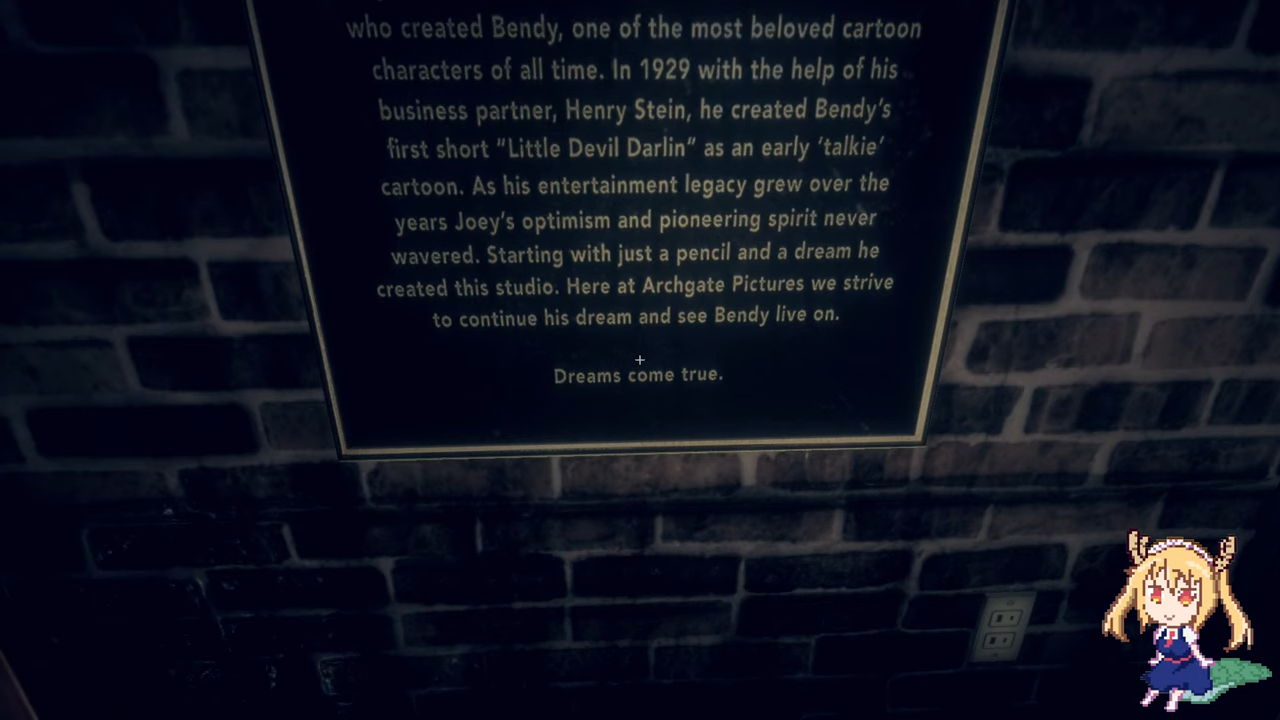 who created Bendy, one of the most beloved cartoon
characters of all time. In 1929 with the help of his
business partner, Henry Stein, he created Bendy's
first short "Little Devil Darlin" as an early 'talkie'
cartoon. As his entertainment legacy grew over the
years Joey's optimism and pioneering spirit never
wavered. Starting with just a pencil and a dream he
created this studio. Here at Archgate Pictures we strive
to continue his dream and see Bendy live on.
Dreams come true.